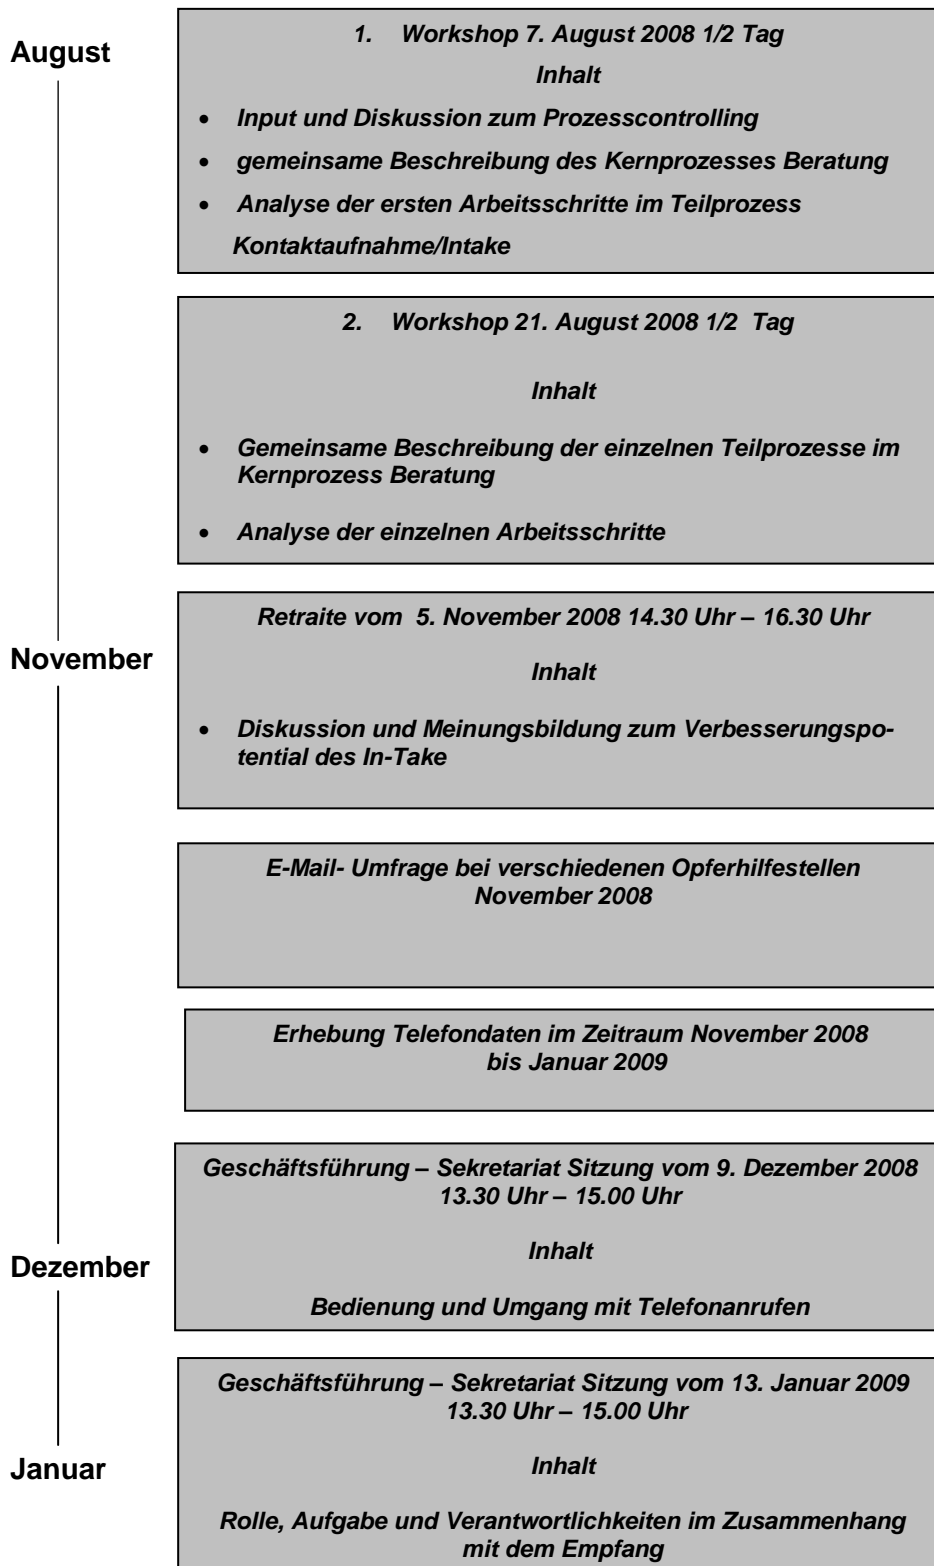 August
1. Workshop 7. August 2008 1/2 Tag
Inhalt
• Input und Diskussion zum Prozesscontrolling
• gemeinsame Beschreibung des Kernprozesses Beratung
• Analyse der ersten Arbeitsschritte im Teilprozess
Kontaktaufnahme/Intake
2. Workshop 21. August 2008 1/2 Tag
Inhalt
• Gemeinsame Beschreibung der einzelnen Teilprozesse im
Kernprozess Beratung
• Analyse der einzelnen Arbeitsschritte
November
Retraite vom 5. November 2008 14.30 Uhr – 16.30 Uhr
Inhalt
• Diskussion und Meinungsbildung zum Verbesserungspo-
tential des In-Take
E-Mail- Umfrage bei verschiedenen Opferhilfestellen
November 2008
Erhebung Telefondaten im Zeitraum November 2008
bis Januar 2009
Dezember
Geschäftsführung – Sekretariat Sitzung vom 9. Dezember 2008
13.30 Uhr – 15.00 Uhr
Inhalt
Bedienung und Umgang mit Telefonanrufen
Januar
Geschäftsführung – Sekretariat Sitzung vom 13. Januar 2009
13.30 Uhr – 15.00 Uhr
Inhalt
Rolle, Aufgabe und Verantwortlichkeiten im Zusammenhang
mit dem Empfang